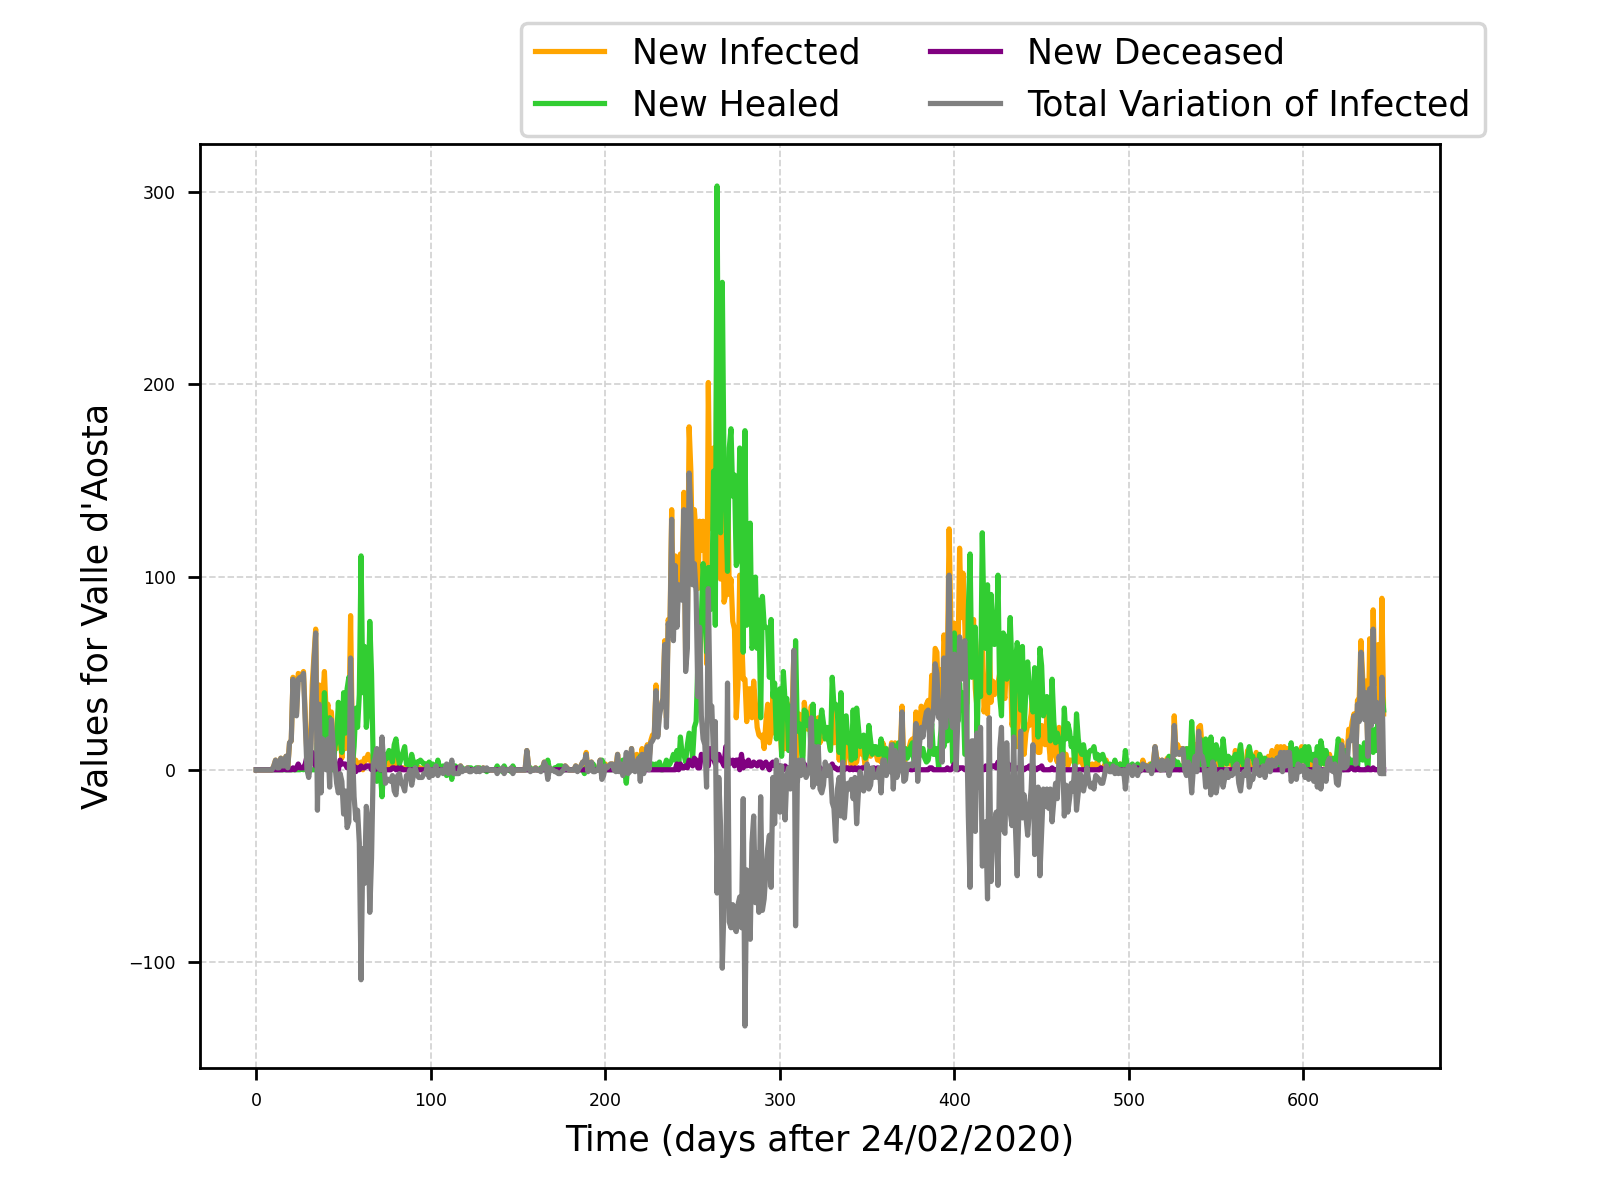 New Infected
New Healed
New Deceased
Total Variation of Infected
300
200
100
0
−100
Values for Valle d'Aosta
0 100 200 300 400 500 600
Time (days after 24/02/2020)